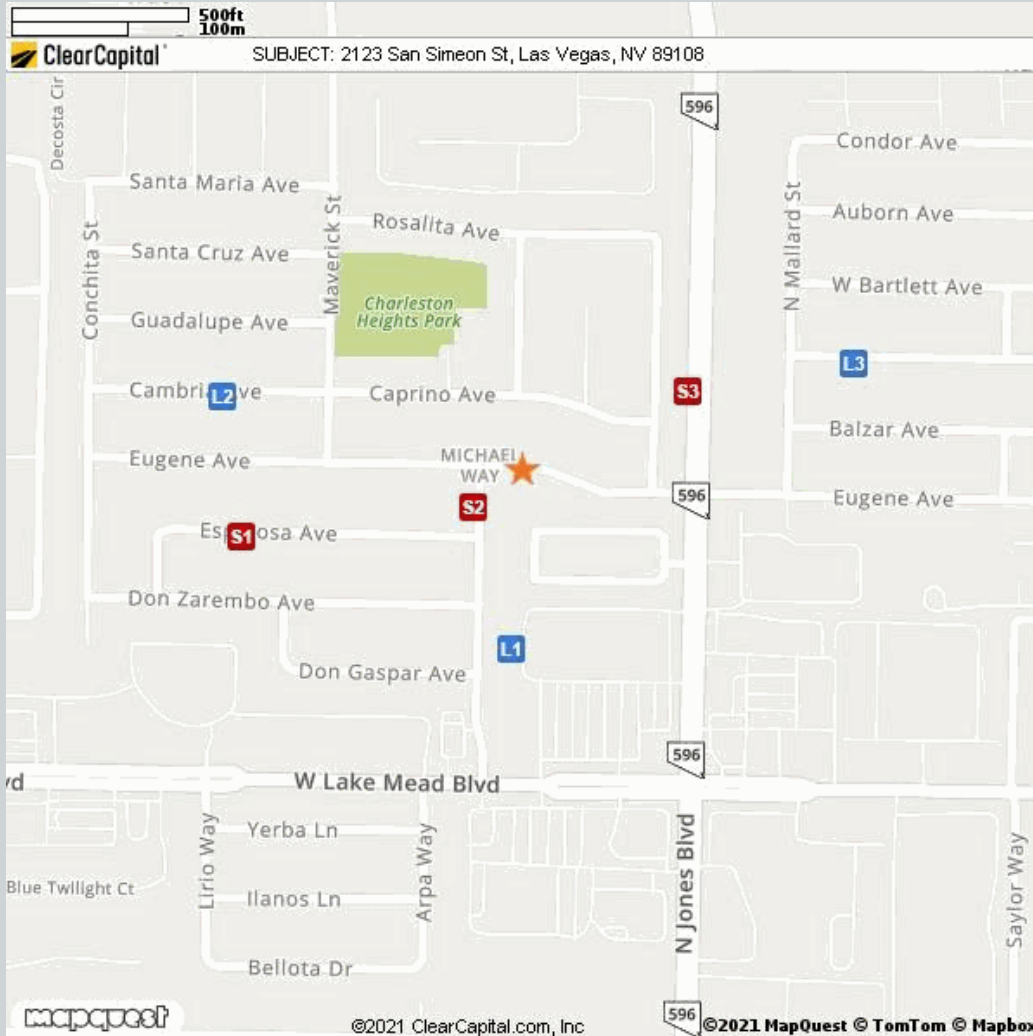 500ft
100m
ClearCapital
SUBJECT: 2123 San Simeon St, Las Vegas, NV 89108
596
Decosta Cir
Condor Ave
Santa Maria Ave
N Mallard St
Auborn Ave
Maverick St
Rosalita Ave
Conchita St
Santa Cruz Ave
W Bartlett Ave
Charleston
Heights Park
Guadalupe Ave
L3
L2
S3
Caprino Ave
Balzar Ave
MICHAEL
WAY
Eugene Ave
596
Eugene Ave
S2
S1
Don Zarembo Ave
L1
Don Gaspar Ave
596
vd
W Lake Mead Blvd
Yerba Ln
Lirio Way
Arpa Way
N Jones Blvd
Saylor Way
Blue Twilight Ct
Ilanos Ln
Bellota Dr
596
mapquest
©2021 ClearCapital.com, Inc
©2021 MapQuest © TomTom © Mapbox